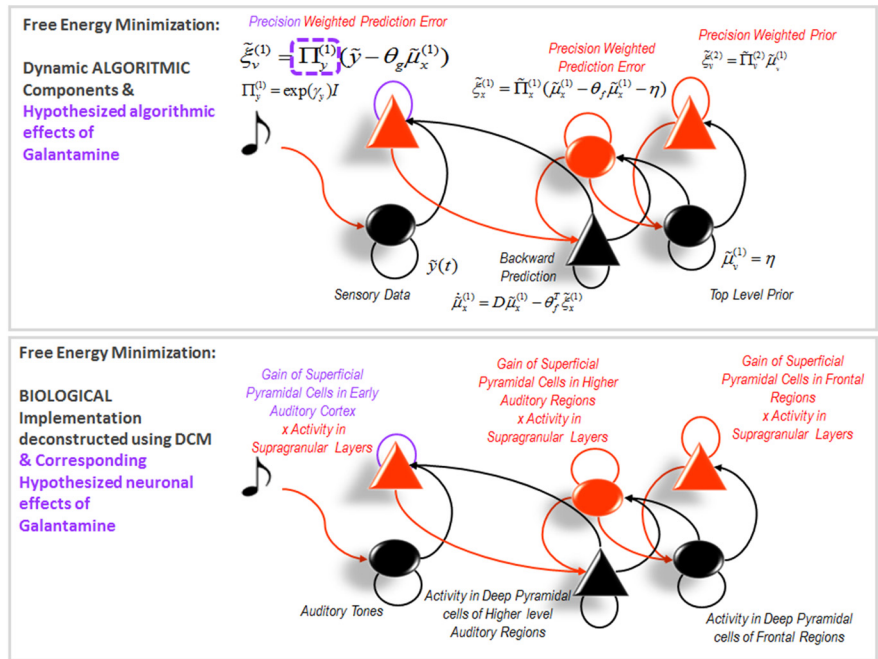 Free Energy Minimization:
Dynamic ALGORITMIC
Components &
Hypothesized algorithmic
effects of
Galantamine
Precision Weighted Prediction Error
ξ̃ᵥ⁽¹⁾ = Π̃ᵧ⁽¹⁾(ỹ − θ_g μ̃ₓ⁽¹⁾)
Πᵧ⁽¹⁾ = exp(γᵧ)I
Precision Weighted
Prediction Error
ξ̃ₓ⁽¹⁾ = Π̃ₓ⁽¹⁾(μ̃ₓ⁽¹⁾ − θ_f μ̃ₓ⁽¹⁾ − η)
Precision Weighted Prior
ξ̃ᵥ⁽²⁾ = Π̃ᵥ⁽²⁾ μ̃ᵥ⁽¹⁾
ỹ(t)
Sensory Data
Backward
Prediction
μ̃̇ₓ⁽¹⁾ = Dμ̃ₓ⁽¹⁾ − θ_fᵀ ξ̃ₓ⁽¹⁾
μ̃ᵥ⁽¹⁾ = η
Top Level Prior
Free Energy Minimization:
BIOLOGICAL
Implementation
deconstructed using DCM
& Corresponding
Hypothesized neuronal
effects of
Galantamine
Gain of Superficial
Pyramidal Cells in Early
Auditory Cortex
x Activity in
Supragranular Layers
Gain of Superficial
Pyramidal Cells in Higher
Auditory Regions
x Activity in
Supragranular Layers
Gain of Superficial
Pyramidal Cells in Frontal
Regions
x Activity in
Supragranular Layers
Auditory Tones
Activity in Deep Pyramidal
cells of Higher level
Auditory Regions
Activity in Deep Pyramidal
cells of Frontal Regions